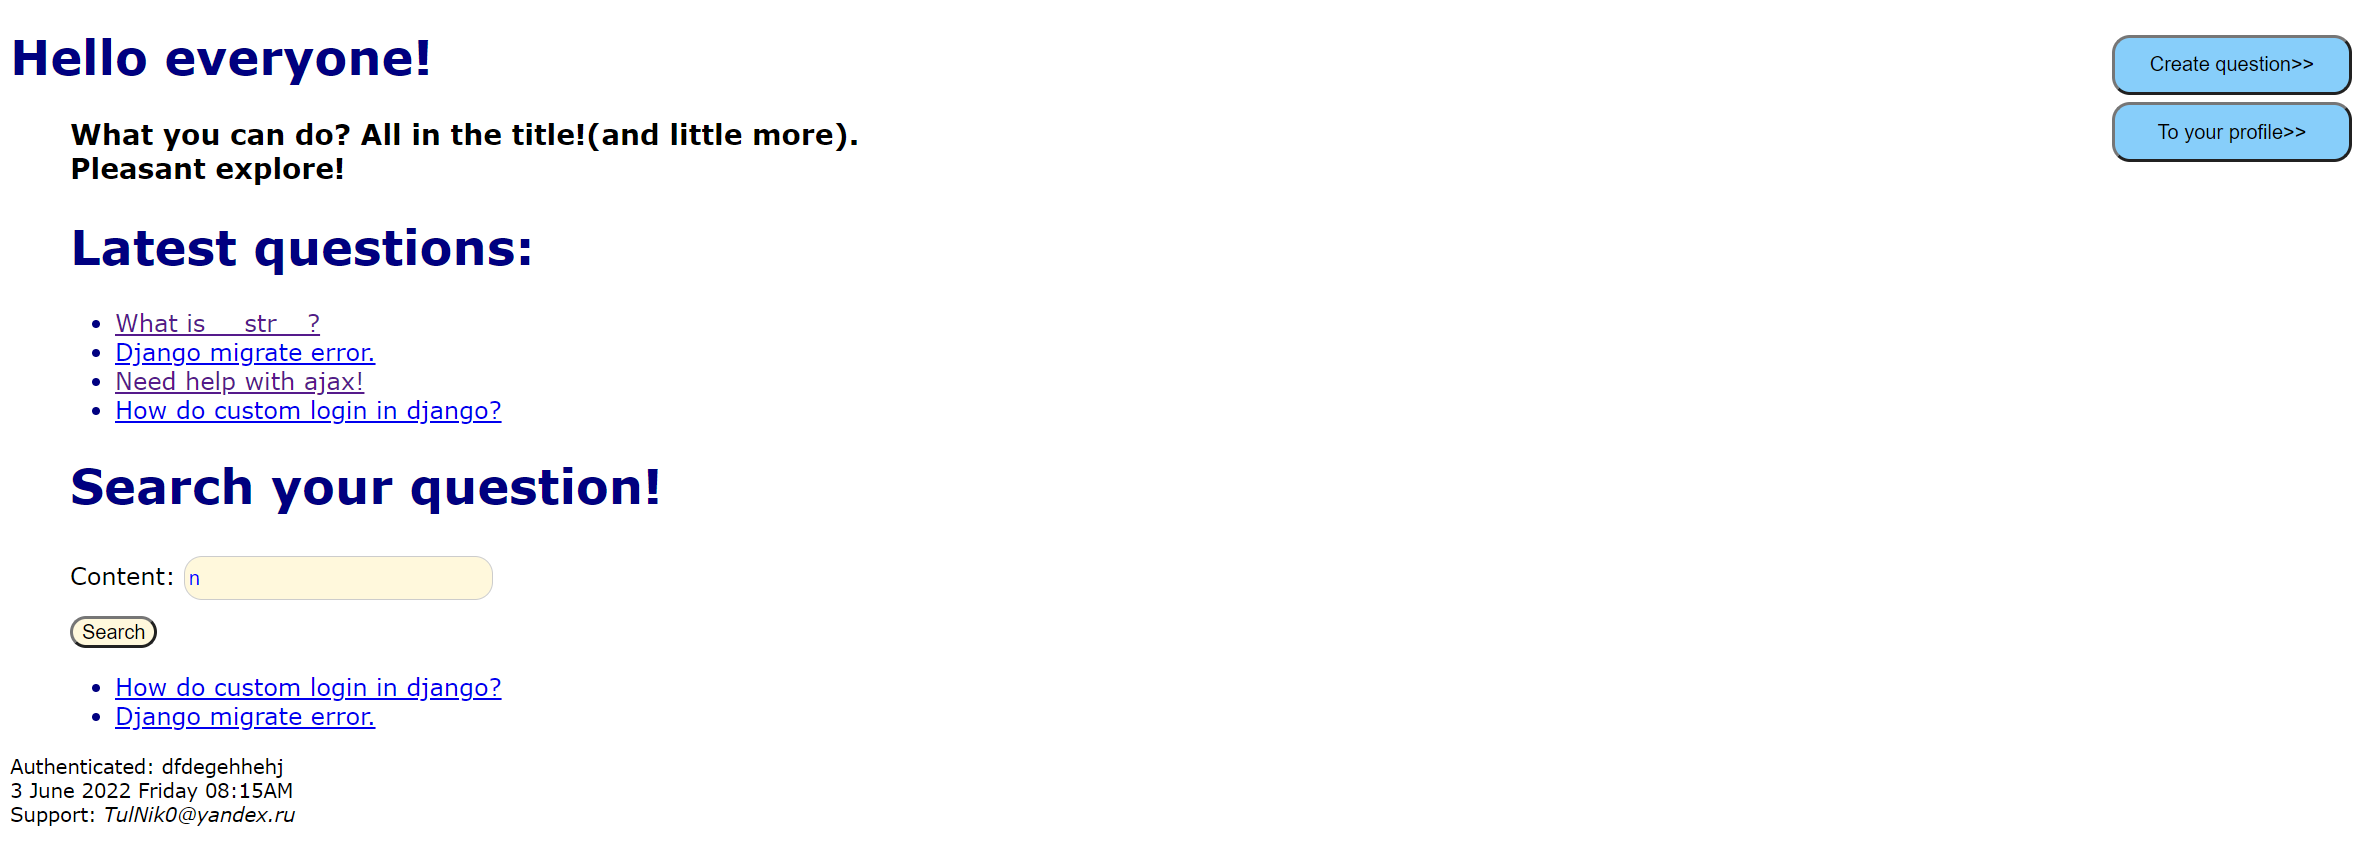 Hello everyone!
Create question>>
To your profile>>
What you can do? All in the title!(and little more).
Pleasant explore!
Latest questions:
What is __str__?
Django migrate error.
Need help with ajax!
How do custom login in django?
Search your question!
Content: n
Search
How do custom login in django?
Django migrate error.
Authenticated: dfdegehhehj
3 June 2022 Friday 08:15AM
Support: TulNik0@yandex.ru